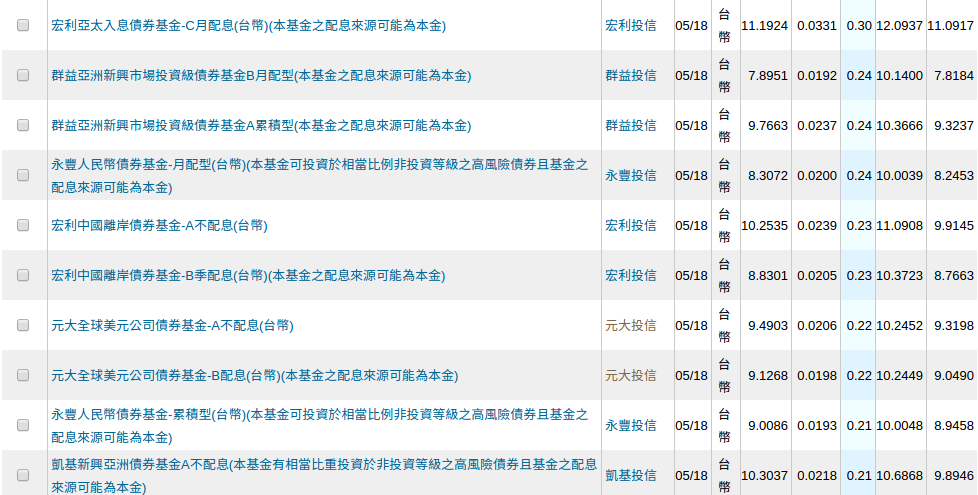 宏利亞太入息債券基金-C月配息(台幣)(本基金之配息來源可能為本金) 宏利投信 05/18 台幣 11.1924 0.0331 0.30 12.0937 11.0917
群益亞洲新興市場投資級債券基金B月配型(本基金之配息來源可能為本金) 群益投信 05/18 台幣 7.8951 0.0192 0.24 10.1400 7.8184
群益亞洲新興市場投資級債券基金A累積型(本基金之配息來源可能為本金) 群益投信 05/18 台幣 9.7663 0.0237 0.24 10.3666 9.3237
永豐人民幣債券基金-月配型(台幣)(本基金可投資於相當比例非投資等級之高風險債券且基金之
配息來源可能為本金) 永豐投信 05/18 台幣 8.3072 0.0200 0.24 10.0039 8.2453
宏利中國離岸債券基金-A不配息(台幣) 宏利投信 05/18 台幣 10.2535 0.0239 0.23 11.0908 9.9145
宏利中國離岸債券基金-B季配息(台幣)(本基金之配息來源可能為本金) 宏利投信 05/18 台幣 8.8301 0.0205 0.23 10.3723 8.7663
元大全球美元公司債券基金-A不配息(台幣) 元大投信 05/18 台幣 9.4903 0.0206 0.22 10.2452 9.3198
元大全球美元公司債券基金-B配息(台幣)(本基金之配息來源可能為本金) 元大投信 05/18 台幣 9.1268 0.0198 0.22 10.2449 9.0490
永豐人民幣債券基金-累積型(台幣)(本基金可投資於相當比例非投資等級之高風險債券且基金之
配息來源可能為本金) 永豐投信 05/18 台幣 9.0086 0.0193 0.21 10.0048 8.9458
凱基新興亞洲債券基金A不配息(本基金有相當比重投資於非投資等級之高風險債券且基金之配息
來源可能為本金) 凱基投信 05/18 台幣 10.3037 0.0218 0.21 10.6868 9.8946